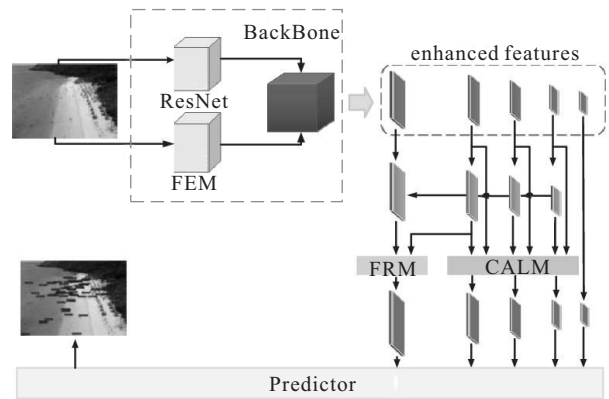 BackBone
enhanced features
ResNet
FEM
FRM
CALM
Predictor